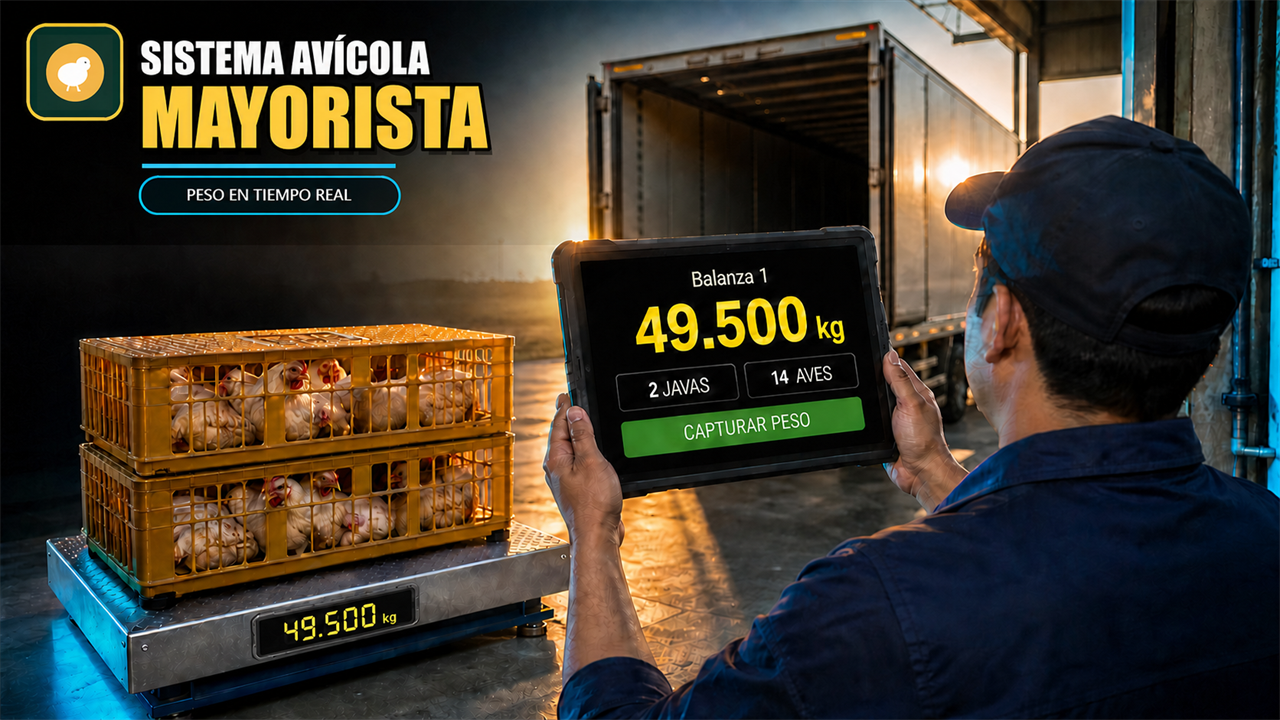 SISTEMA AVÍCOLA
MAYORISTA
PESO EN TIEMPO REAL
Balanza 1
49.500 kg
2 JAVAS
14 AVES
CAPTURAR PESO
49.500 kg